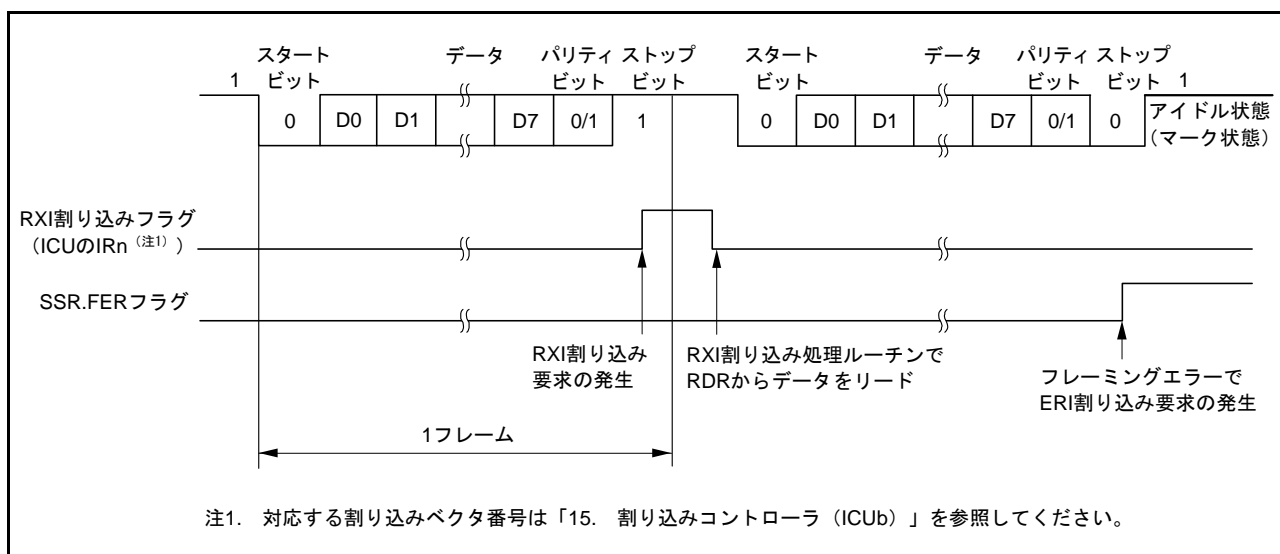 スタート
ビット
データ
パリティ
ビット
ストップ
ビット
スタート
ビット
データ
パリティ
ビット
ストップ
ビット
1
1
0
D0
D1
D7
0/1
1
0
D0
D1
D7
0/1
0
アイドル状態
(マーク状態)
RXI割り込みフラグ
(ICUのIRn(注1))
SSR.FERフラグ
RXI割り込み
要求の発生
RXI割り込み処理ルーチンで
RDRからデータをリード
フレーミングエラーで
ERI割り込み要求の発生
1フレーム
注1. 対応する割り込みベクタ番号は「15. 割り込みコントローラ(ICUb)」を参照してください。